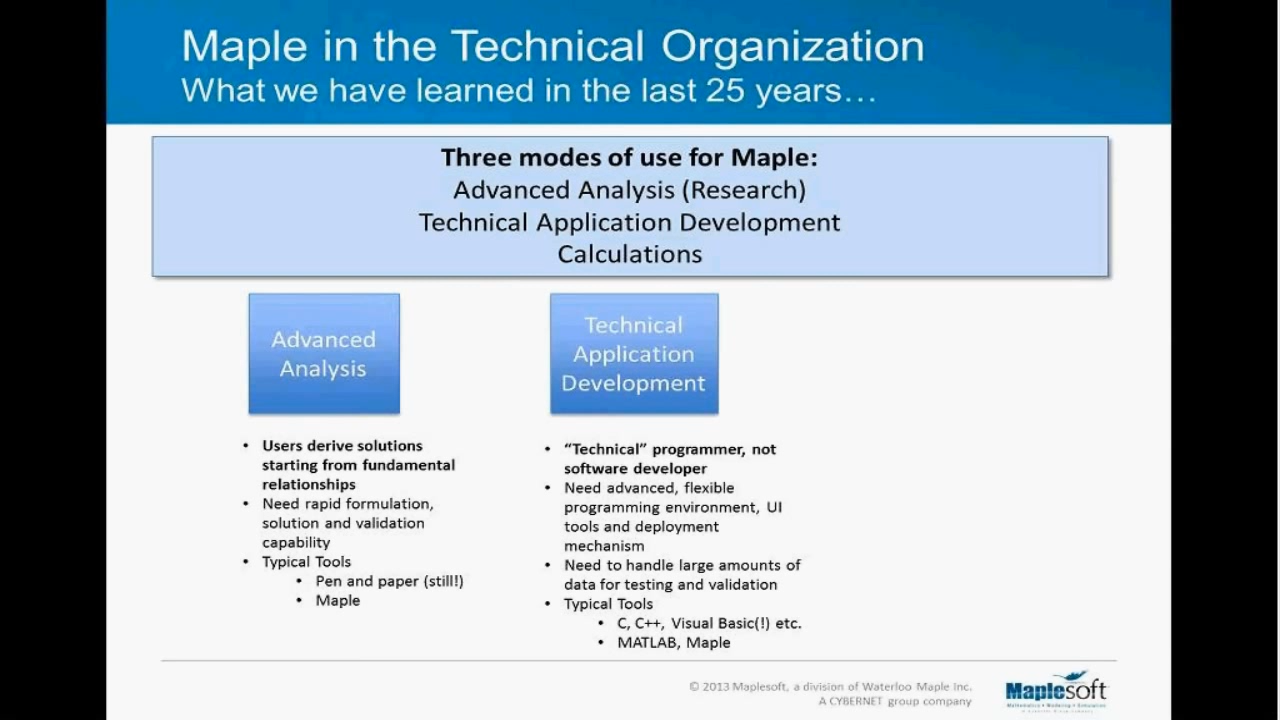 Maple in the Technical Organization
What we have learned in the last 25 years...
Three modes of use for Maple:
Advanced Analysis (Research)
Technical Application Development
Calculations
Advanced
Analysis
• Users derive solutions
starting from fundamental
relationships
• Need rapid formulation,
solution and validation
capability
• Typical Tools
• Pen and paper (still!)
• Maple
Technical
Application
Development
• “Technical” programmer, not
software developer
• Need advanced, flexible
programming environment, UI
tools and deployment
mechanism
• Need to handle large amounts of
data for testing and validation
• Typical Tools
• C, C++, Visual Basic(!) etc.
• MATLAB, Maple
© 2013 Maplesoft, a division of Waterloo Maple Inc.
A CYBERNET group company
Maplesoft
Mathematics • Modeling • Simulation